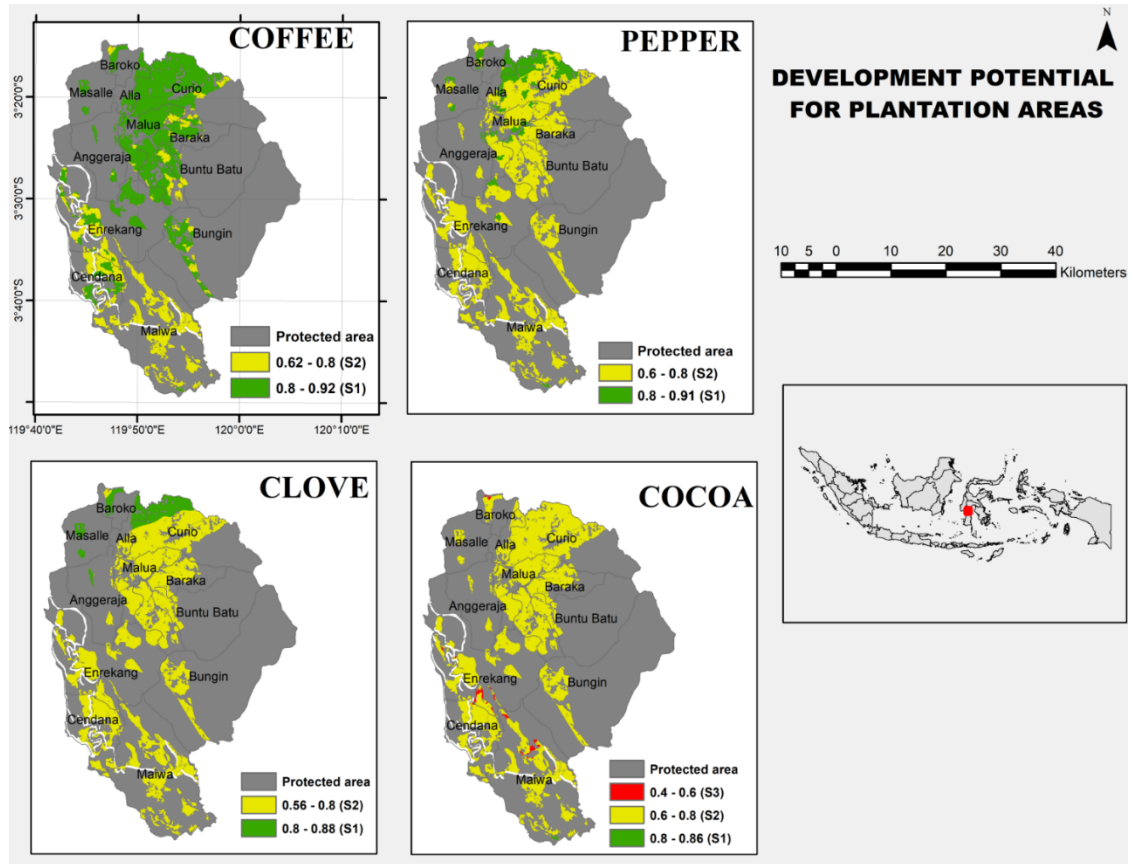 COFFEE
Baroko
Masalle
Alla
Curio
Malua
Baraka
Anggeraja
Buntu Batu
Enrekang
Bungin
Cendana
Maiwa
Protected area
0.62 - 0.8 (S2)
0.8 - 0.92 (S1)
3°20'0"S
3°30'0"S
3°40'0"S
119°40'0"E
119°50'0"E
120°0'0"E
120°10'0"E
PEPPER
Baroko
Masalle
Alla
Curio
Malua
Baraka
Anggeraja
Buntu Batu
Enrekang
Bungin
Cendana
Maiwa
Protected area
0.6 - 0.8 (S2)
0.8 - 0.91 (S1)
N
DEVELOPMENT POTENTIAL
FOR PLANTATION AREAS
10 5 0 10 20 30 40
Kilometers
CLOVE
Baroko
Masalle
Alla
Curio
Malua
Baraka
Anggeraja
Buntu Batu
Enrekang
Bungin
Cendana
Maiwa
Protected area
0.56 - 0.8 (S2)
0.8 - 0.88 (S1)
COCOA
Baroko
Masalle
Alla
Curio
Malua
Baraka
Anggeraja
Buntu Batu
Enrekang
Bungin
Cendana
Maiwa
Protected area
0.4 - 0.6 (S3)
0.6 - 0.8 (S2)
0.8 - 0.86 (S1)